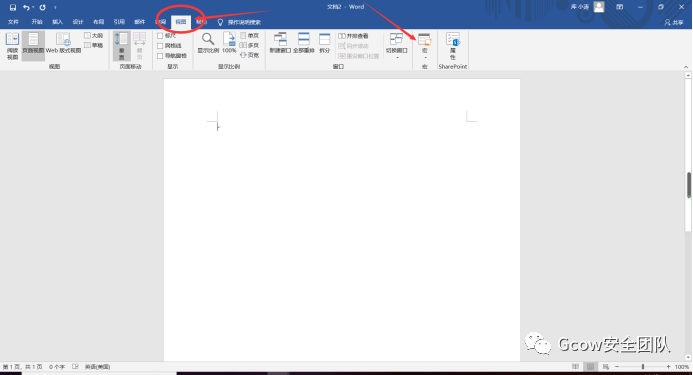 文档2 - Word
库 小涛
文件 开始 插入 设计 布局 引用 邮件 审阅 视图 帮助 操作说明搜索 共享
阅读视图 页面视图 Web 版式视图 大纲 草稿
垂直 翻页
标尺 网格线 导航窗格
显示比例 100% 单页 多页 页宽
新建窗口 全部重排 拆分 并排查看 同步滚动 重设窗口位置 切换窗口
宏 属性
视图 页面移动 显示 显示比例 窗口 宏 SharePoint
Gcow安全团队
第 1 页, 共 1 页 0 个字 英语(美国) 100%